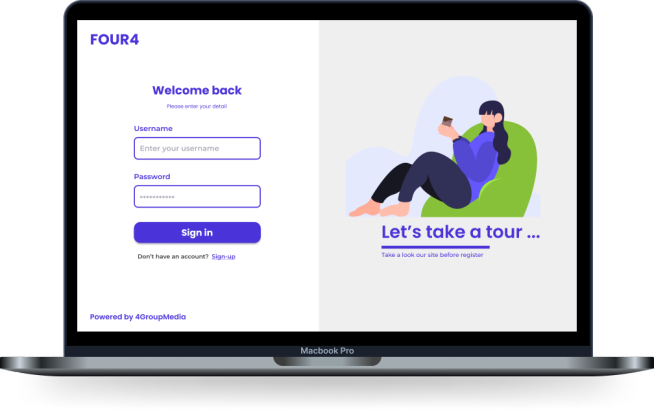 FOUR4
Welcome back
Please enter your detail
Username
Enter your username
Password
***********
Sign in
Don't have an account? Sign-up
Powered by 4GroupMedia
Let's take a tour ...
Take a look our site before register
Macbook Pro